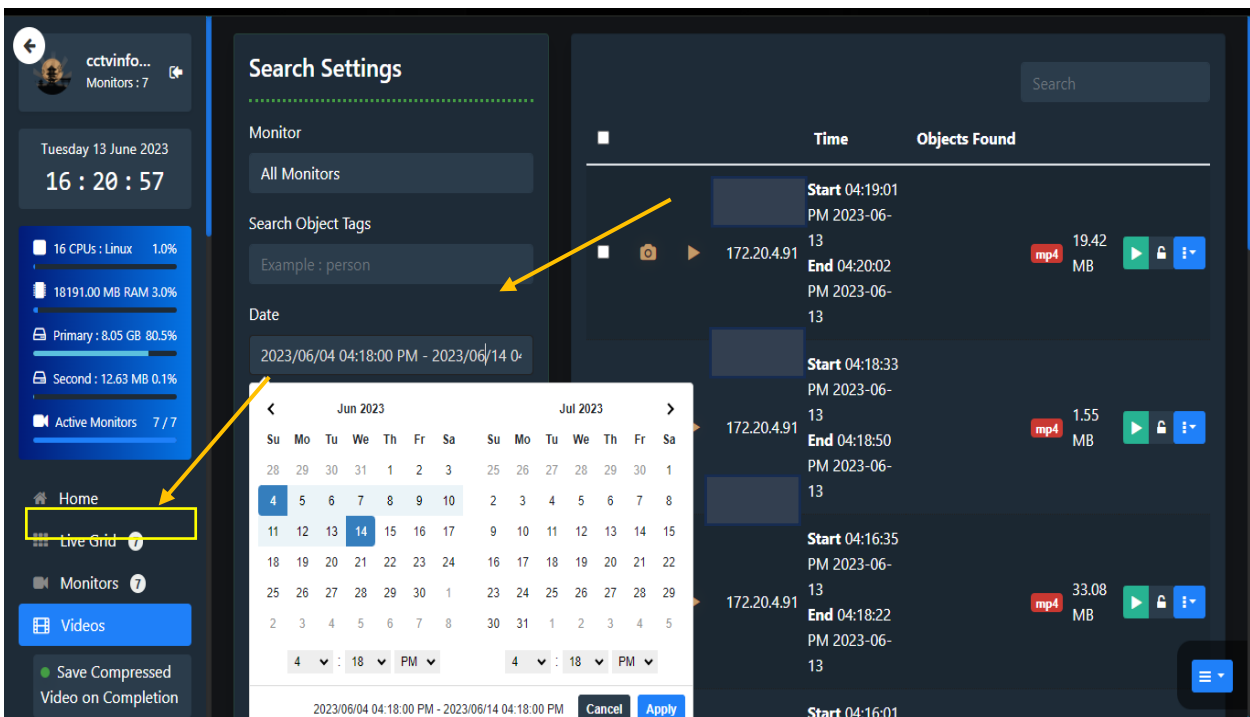 cctvinfo...
Monitors : 7
Tuesday 13 June 2023
16 : 20 : 57
16 CPUs : Linux 1.0%
18191.00 MB RAM 3.0%
Primary : 8.05 GB 80.5%
Second : 12.63 MB 0.1%
Active Monitors 7 / 7
Home
Live Grid 7
Monitors 7
Videos
Save Compressed
Video on Completion
Search Settings
Monitor
All Monitors
Search Object Tags
Example : person
Date
2023/06/04 04:18:00 PM - 2023/06/14 04
Jun 2023
Su Mo Tu We Th Fr Sa
28 29 30 31 1 2 3
4 5 6 7 8 9 10
11 12 13 14 15 16 17
18 19 20 21 22 23 24
25 26 27 28 29 30 1
2 3 4 5 6 7 8
4 : 18 PM
Jul 2023
Su Mo Tu We Th Fr Sa
25 26 27 28 29 30 1
2 3 4 5 6 7 8
9 10 11 12 13 14 15
16 17 18 19 20 21 22
23 24 25 26 27 28 29
30 31 1 2 3 4 5
4 : 18 PM
2023/06/04 04:18:00 PM - 2023/06/14 04:18:00 PM Cancel Apply
Search
Time Objects Found
172.20.4.91
Start 04:19:01
PM 2023-06-
13
End 04:20:02
PM 2023-06-
13
mp4
19.42
MB
172.20.4.91
Start 04:18:33
PM 2023-06-
13
End 04:18:50
PM 2023-06-
13
mp4
1.55
MB
172.20.4.91
Start 04:16:35
PM 2023-06-
13
End 04:18:22
PM 2023-06-
13
mp4
33.08
MB
Start 04:16:01